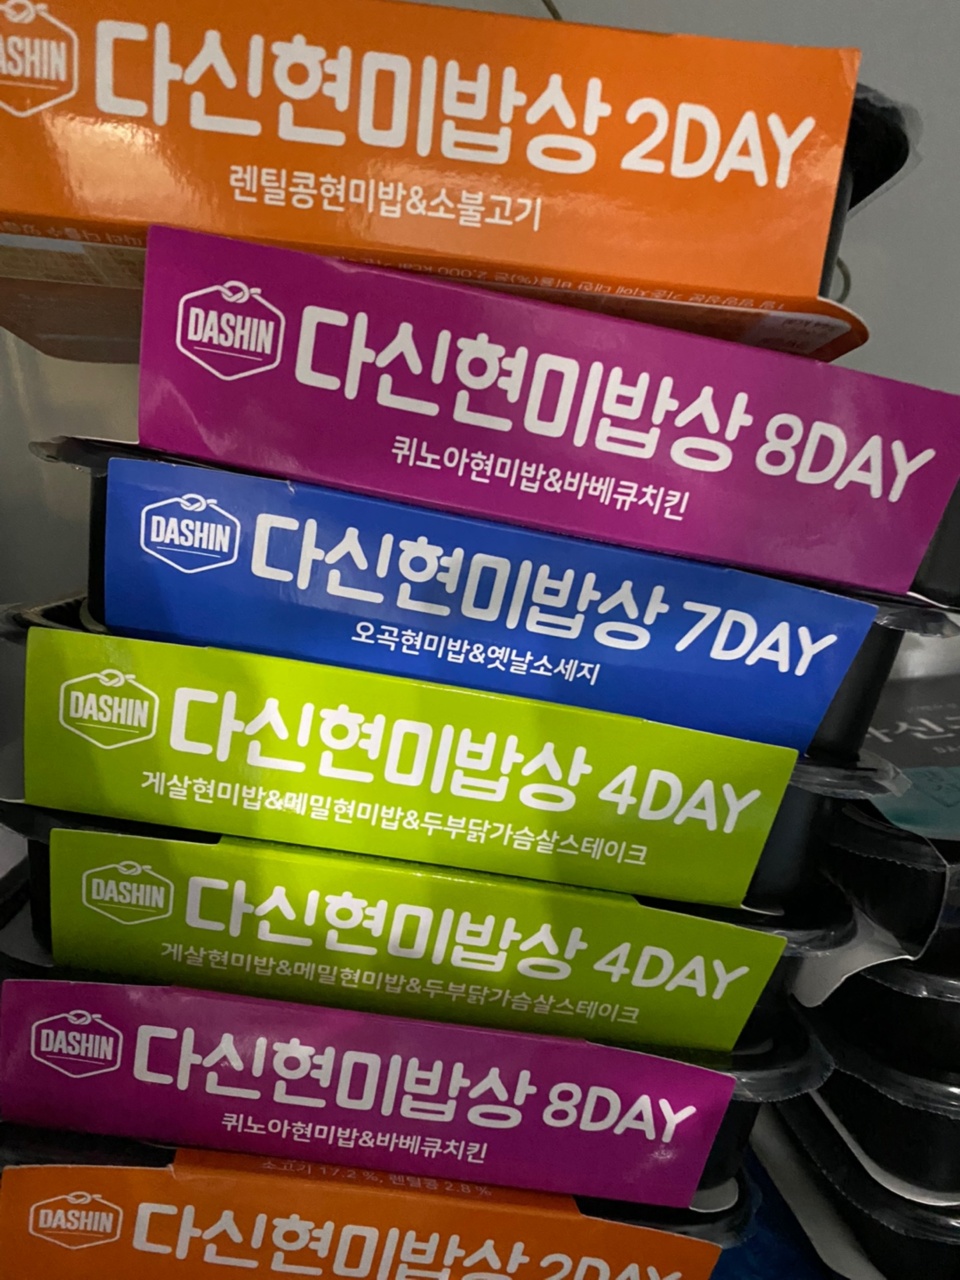 DASHIN
다신현미밥상 2DAY
렌틸콩현미밥&소불고기
DASHIN
다신현미밥상 8DAY
퀴노아현미밥&바베큐치킨
DASHIN
다신현미밥상 7DAY
오곡현미밥&옛날소세지
DASHIN
다신현미밥상 4DAY
게살현미밥&메밀현미밥&두부닭가슴살스테이크
DASHIN
다신현미밥상 4DAY
게살현미밥&메밀현미밥&두부닭가슴살스테이크
DASHIN
다신현미밥상 8DAY
퀴노아현미밥&바베큐치킨
소고기 17.2 %, 렌틸콩 2.8 %
DASHIN
다신현미밥상 2DAY